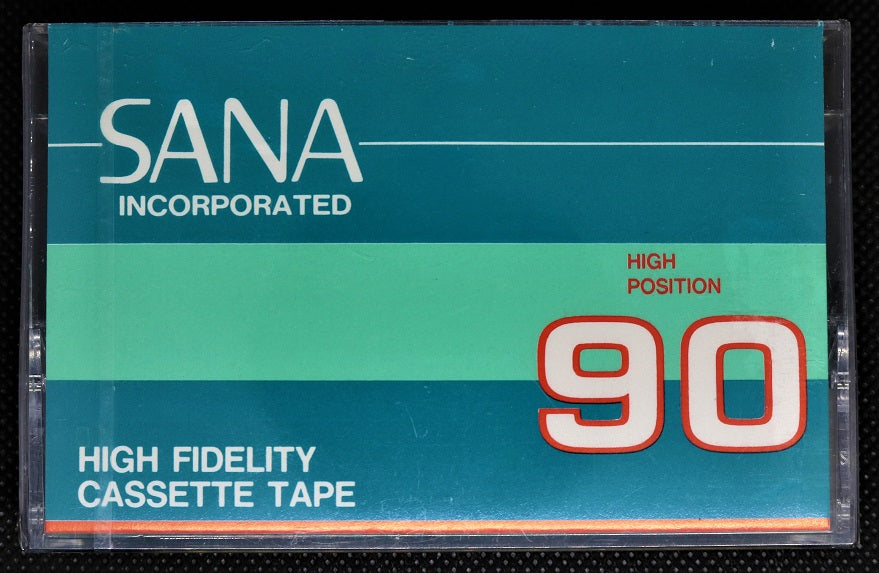 SANA
INCORPORATED
HIGH
POSITION
90
HIGH FIDELITY
CASSETTE TAPE